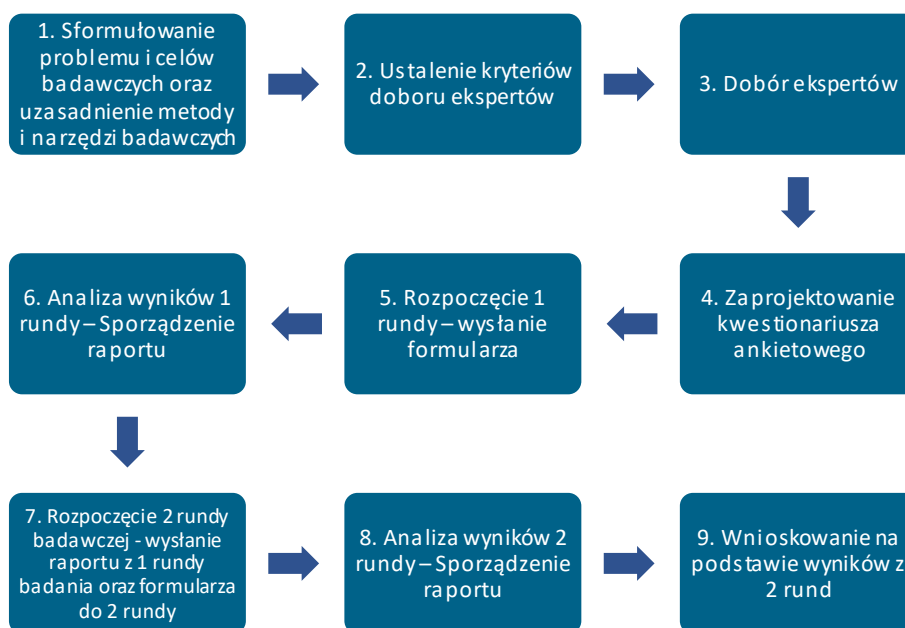 1. Sformułowanie
problemu i celów
badawczych oraz
uzasadnienie metody
i narzędzi badawczych
2. Ustalenie kryteriów
doboru ekspertów
3. Dobór ekspertów
4. Zaprojektowanie
kwestionariusza
ankietowego
5. Rozpoczęcie 1
rundy – wysłanie
formularza
6. Analiza wyników 1
rundy – Sporządzenie
raportu
7. Rozpoczęcie 2 rundy
badawczej - wysłanie
raportu z 1 rundy
badania oraz formularza
do 2 rundy
8. Analiza wyników 2
rundy – Sporządzenie
raportu
9. Wnioskowanie na
podstawie wyników z
2 rund